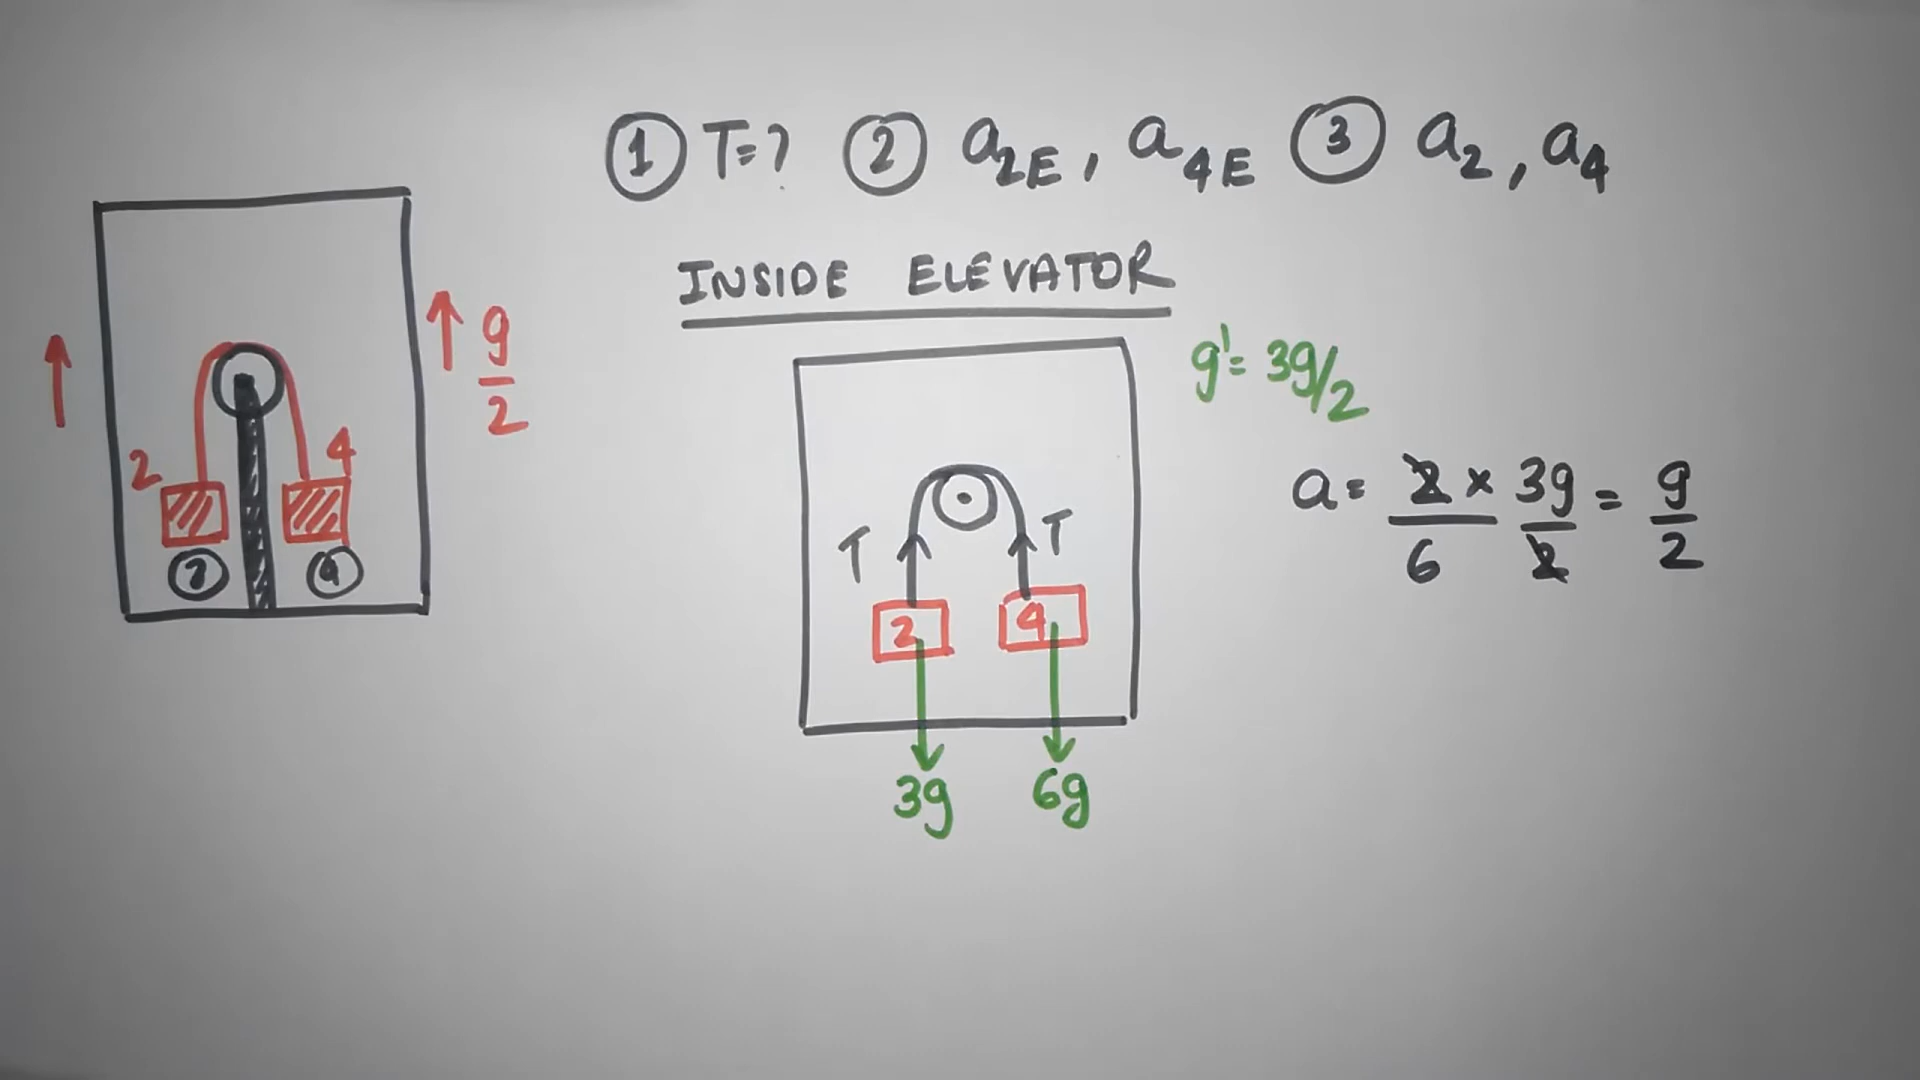 ① T=? ② a2E, a4E ③ a2, a4
INSIDE ELEVATOR
g/2
2
4
②
④
g'= 3g/2
a= 2/6 × 3g/2 = g/2
T
T
2
4
3g
6g